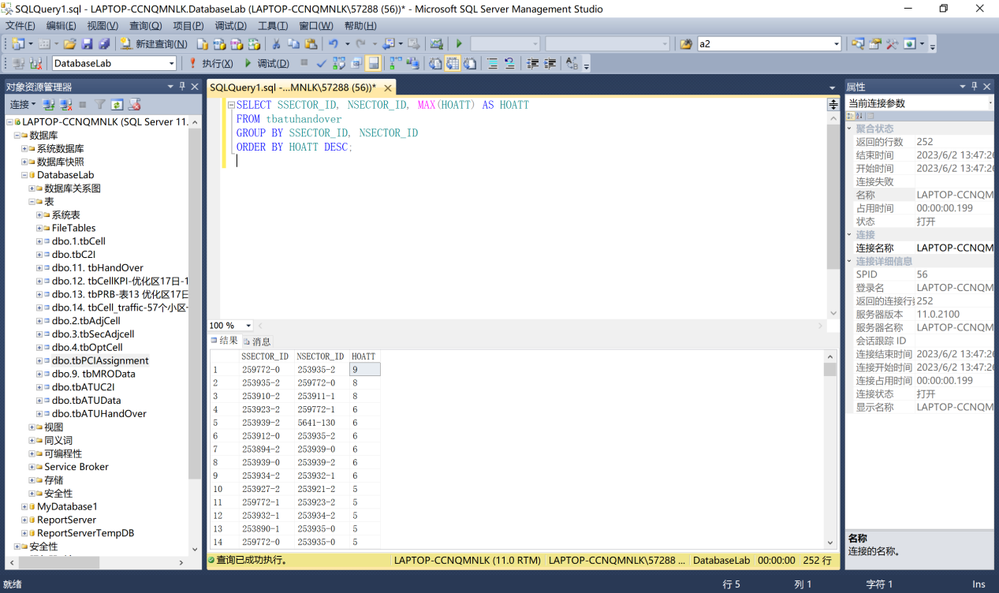 SQLQuery1.sql - LAPTOP-CCNQMNLK.DatabaseLab (LAPTOP-CCNQMNLK\57288 (56))* - Microsoft SQL Server Management Studio
文件(F) 编辑(E) 视图(V) 查询(Q) 项目(P) 调试(D) 工具(T) 窗口(W) 帮助(H)
新建查询(N) a2
DatabaseLab 执行(X) 调试(D)
对象资源管理器
连接
LAPTOP-CCNQMNLK (SQL Server 11.
数据库
系统数据库
数据库快照
DatabaseLab
数据库关系图
表
系统表
FileTables
dbo.1.tbCell
dbo.tbC2I
dbo.11. tbHandOver
dbo.12. tbCellKPI-优化区17日-1
dbo.13. tbPRB-表13 优化区17日
dbo.14. tbCell_traffic-57个小区-
dbo.2.tbAdjCell
dbo.3.tbSecAdjcell
dbo.4.tbOptCell
dbo.tbPCIAssignment
dbo.9. tbMROData
dbo.tbATUC2I
dbo.tbATUData
dbo.tbATUHandOver
视图
同义词
可编程性
Service Broker
存储
安全性
MyDatabase1
ReportServer
ReportServerTempDB
安全性
SQLQuery1.sql -...MNLK\57288 (56))*
SELECT SSECTOR_ID, NSECTOR_ID, MAX(HOATT) AS HOATT
FROM tbatuhandover
GROUP BY SSECTOR_ID, NSECTOR_ID
ORDER BY HOATT DESC;
100 %
结果 消息
SSECTOR_ID NSECTOR_ID HOATT
1 259772-0 253935-2 9
2 253935-2 259772-0 8
3 253910-2 253911-1 8
4 253923-2 259772-1 6
5 253939-2 5641-130 6
6 253912-0 253935-2 6
7 253894-2 253939-0 6
8 253939-0 253939-2 6
9 253934-2 253932-1 6
10 253927-2 253921-2 5
11 259772-1 253923-2 5
12 253932-1 253934-2 5
13 253890-1 253935-0 5
14 259772-0 253935-0 5
查询已成功执行。 LAPTOP-CCNQMNLK (11.0 RTM) LAPTOP-CCNQMNLK\57288 ... DatabaseLab 00:00:00 252 行
属性
当前连接参数
聚合状态
返回的行数 252
结束时间 2023/6/2 13:47:26
开始时间 2023/6/2 13:47:26
连接失败
名称 LAPTOP-CCNQM
占用时间 00:00:00.199
状态 打开
连接
连接名称 LAPTOP-CCNQM
连接详细信息
SPID 56
登录名 LAPTOP-CCNQM
返回的连接行 252
服务器版本 11.0.2100
服务器名称 LAPTOP-CCNQM
会话跟踪 ID
连接结束时间 2023/6/2 13:47:26
连接开始时间 2023/6/2 13:47:26
连接占用时间 00:00:00.199
连接状态 打开
显示名称 LAPTOP-CCNQM
名称
连接的名称。
就绪 行 5 列 1 字符 1 Ins